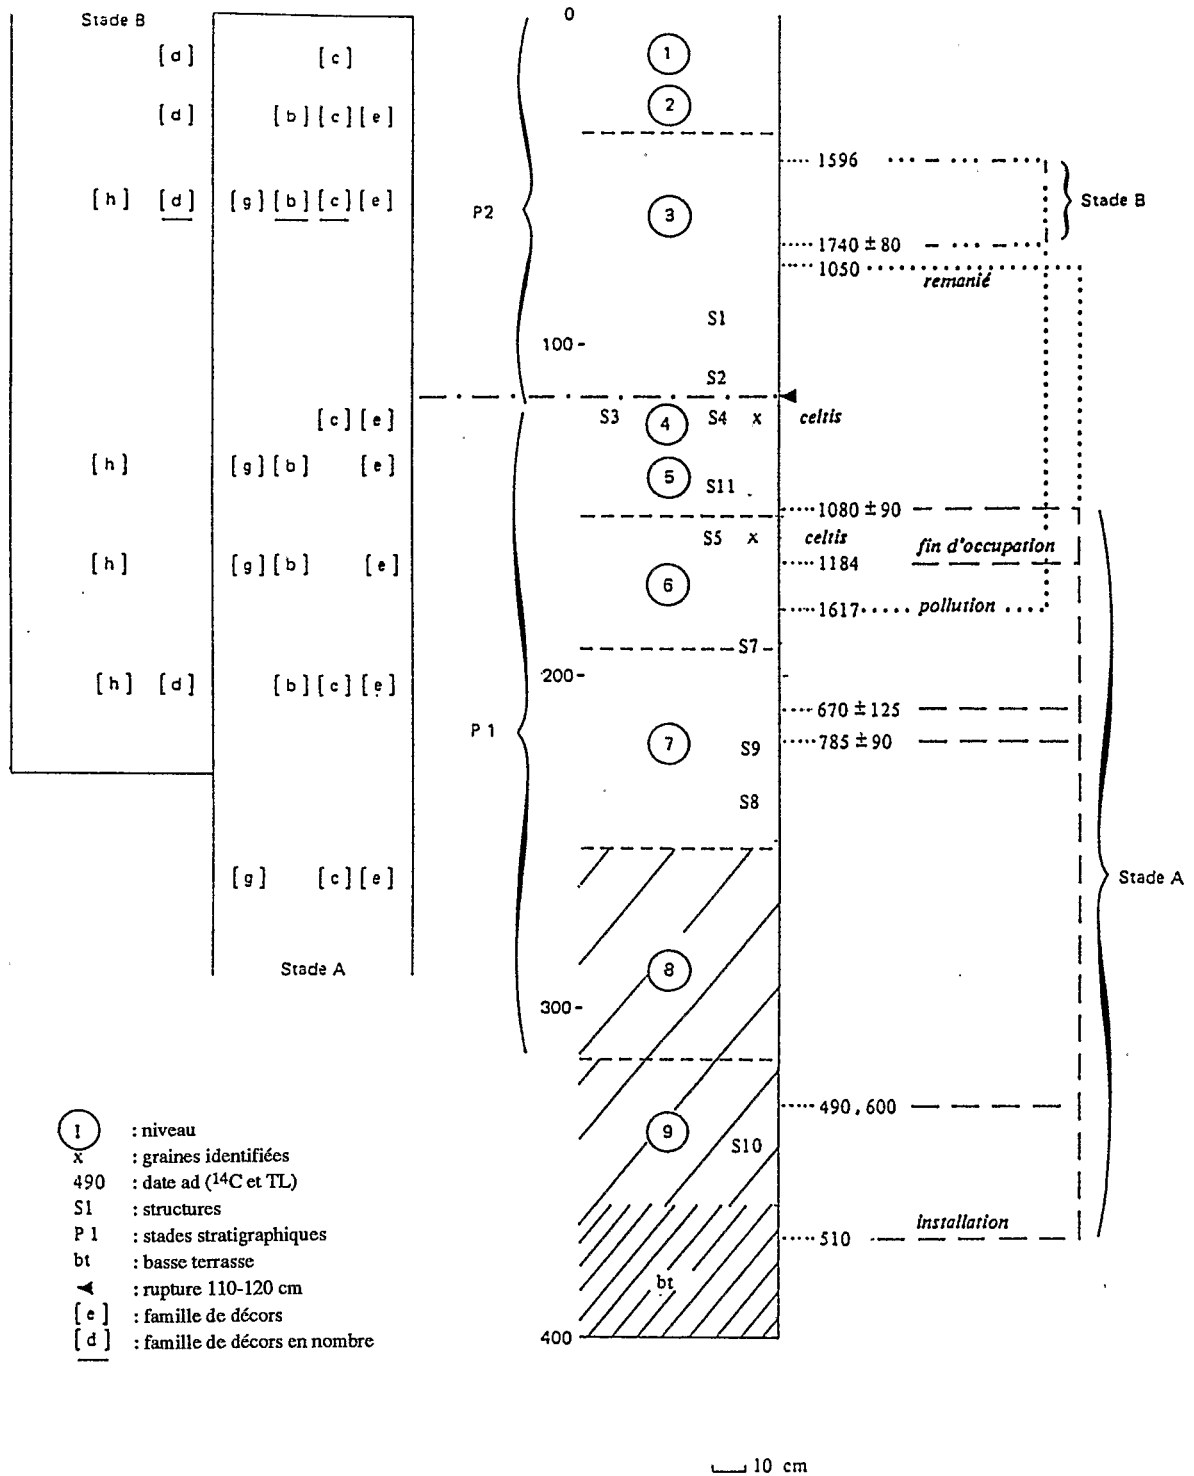 Stade B
0
[d] [c] 1
[d] [b] [c] [e] 2
1596
[h] [d] [g] [b] [c] [e] P2 3 Stade B
1740 ± 80
1050
remanié
S1
100
S2
[c] [e] S3 4 S4 x celtis
[h] [g] [b] [e] 5 S11
1080 ± 90
S5 x celtis fin d'occupation
[h] [g] [b] [e] 1184
6
1617 pollution
S7
200
[h] [d] [b] [c] [e]
670 ± 125
P 1 7 S9 785 ± 90
S8
[g] [c] [e] Stade A
Stade A 8
300
490, 600
9 S10
installation
510
bt
400
1 : niveau
x : graines identifiées
490 : date ad (14C et TL)
S1 : structures
P 1 : stades stratigraphiques
bt : basse terrasse
: rupture 110-120 cm
[e] : famille de décors
[d] : famille de décors en nombre
10 cm